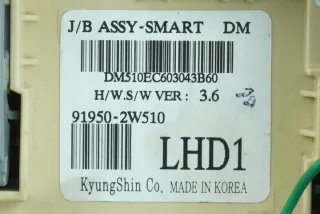 J/B ASSY-SMART DM
DM510EC603043B60
H/W.S/W VER : 3.6
91950-2W510
LHD1
KyungShin Co. MADE IN KOREA